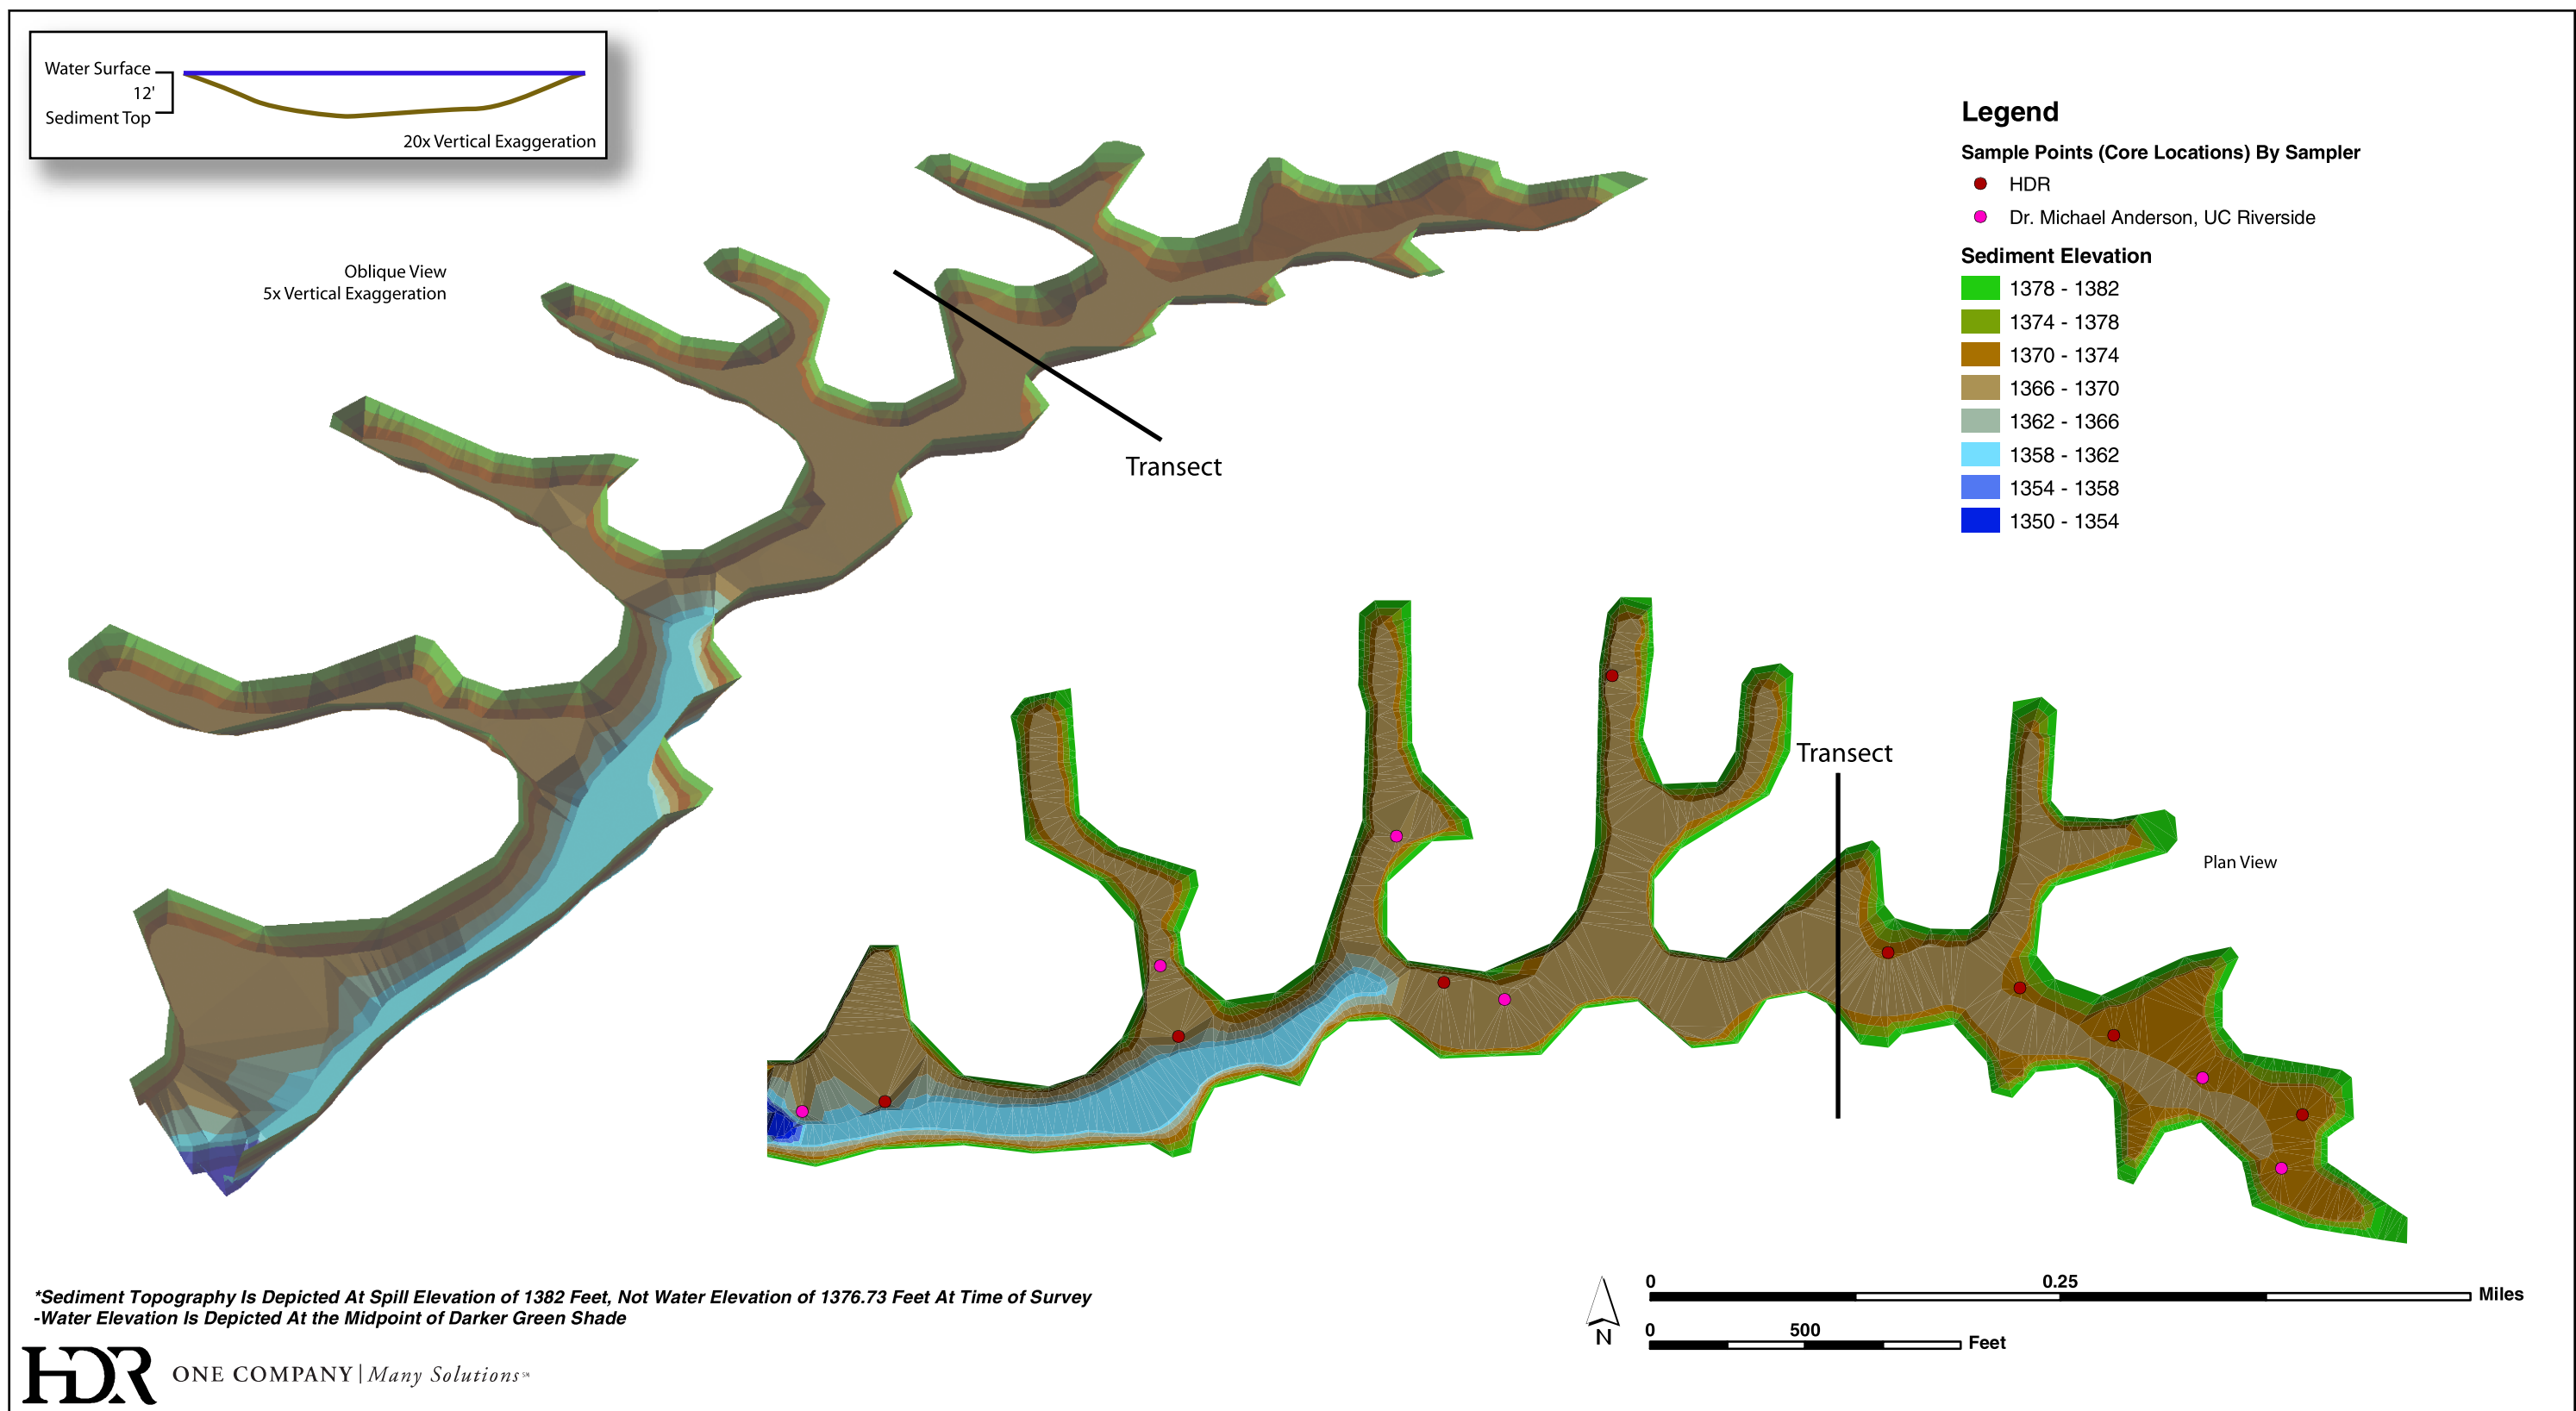 Water Surface
12'
Sediment Top
20x Vertical Exaggeration
Oblique View
5x Vertical Exaggeration
Transect
Legend
Sample Points (Core Locations) By Sampler
HDR
Dr. Michael Anderson, UC Riverside
Sediment Elevation
1378 - 1382
1374 - 1378
1370 - 1374
1366 - 1370
1362 - 1366
1358 - 1362
1354 - 1358
1350 - 1354
Transect
Plan View
*Sediment Topography Is Depicted At Spill Elevation of 1382 Feet, Not Water Elevation of 1376.73 Feet At Time of Survey
-Water Elevation Is Depicted At the Midpoint of Darker Green Shade
HDR ONE COMPANY | Many Solutions℠
N
0 0.25 Miles
0 500 Feet